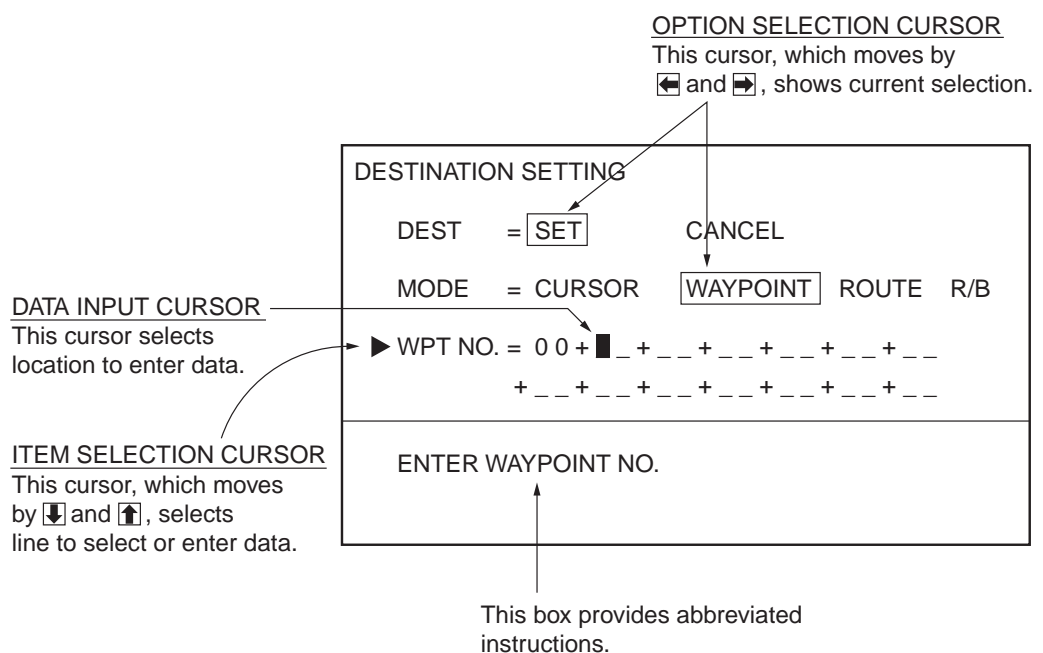 OPTION SELECTION CURSOR
This cursor, which moves by
← and → , shows current selection.
DESTINATION SETTING
DEST = SET CANCEL
MODE = CURSOR WAYPOINT ROUTE R/B
DATA INPUT CURSOR
This cursor selects
location to enter data.
▶ WPT NO. = 0 0 + █ _ + _ _ + _ _ + _ _ + _ _ + _ _
+ _ _ + _ _ + _ _ + _ _ + _ _ + _ _ + _ _
ITEM SELECTION CURSOR
This cursor, which moves
by ↓ and ↑ , selects
line to select or enter data.
ENTER WAYPOINT NO.
This box provides abbreviated
instructions.